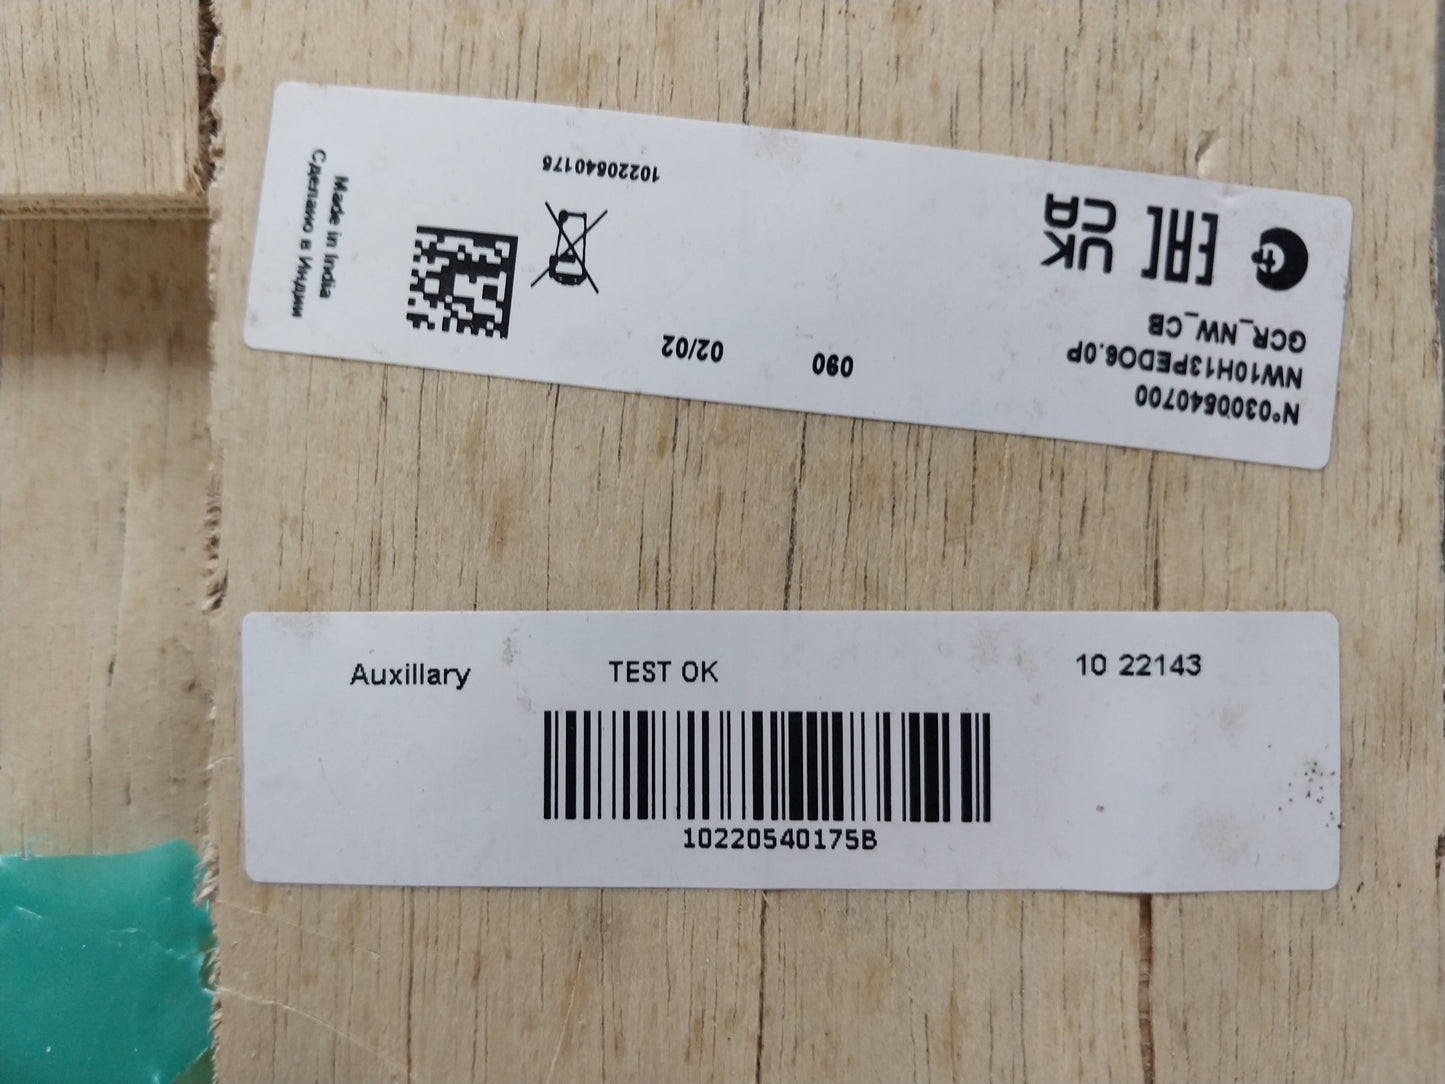 Made in India
Сделано в Индии
10220540175
02/02
090
UK
CA
EAC
GCR_NW_CB
NW10H13PEDO6.0P
N°0300540700
Auxillary
TEST OK
10 22143
10220540175B